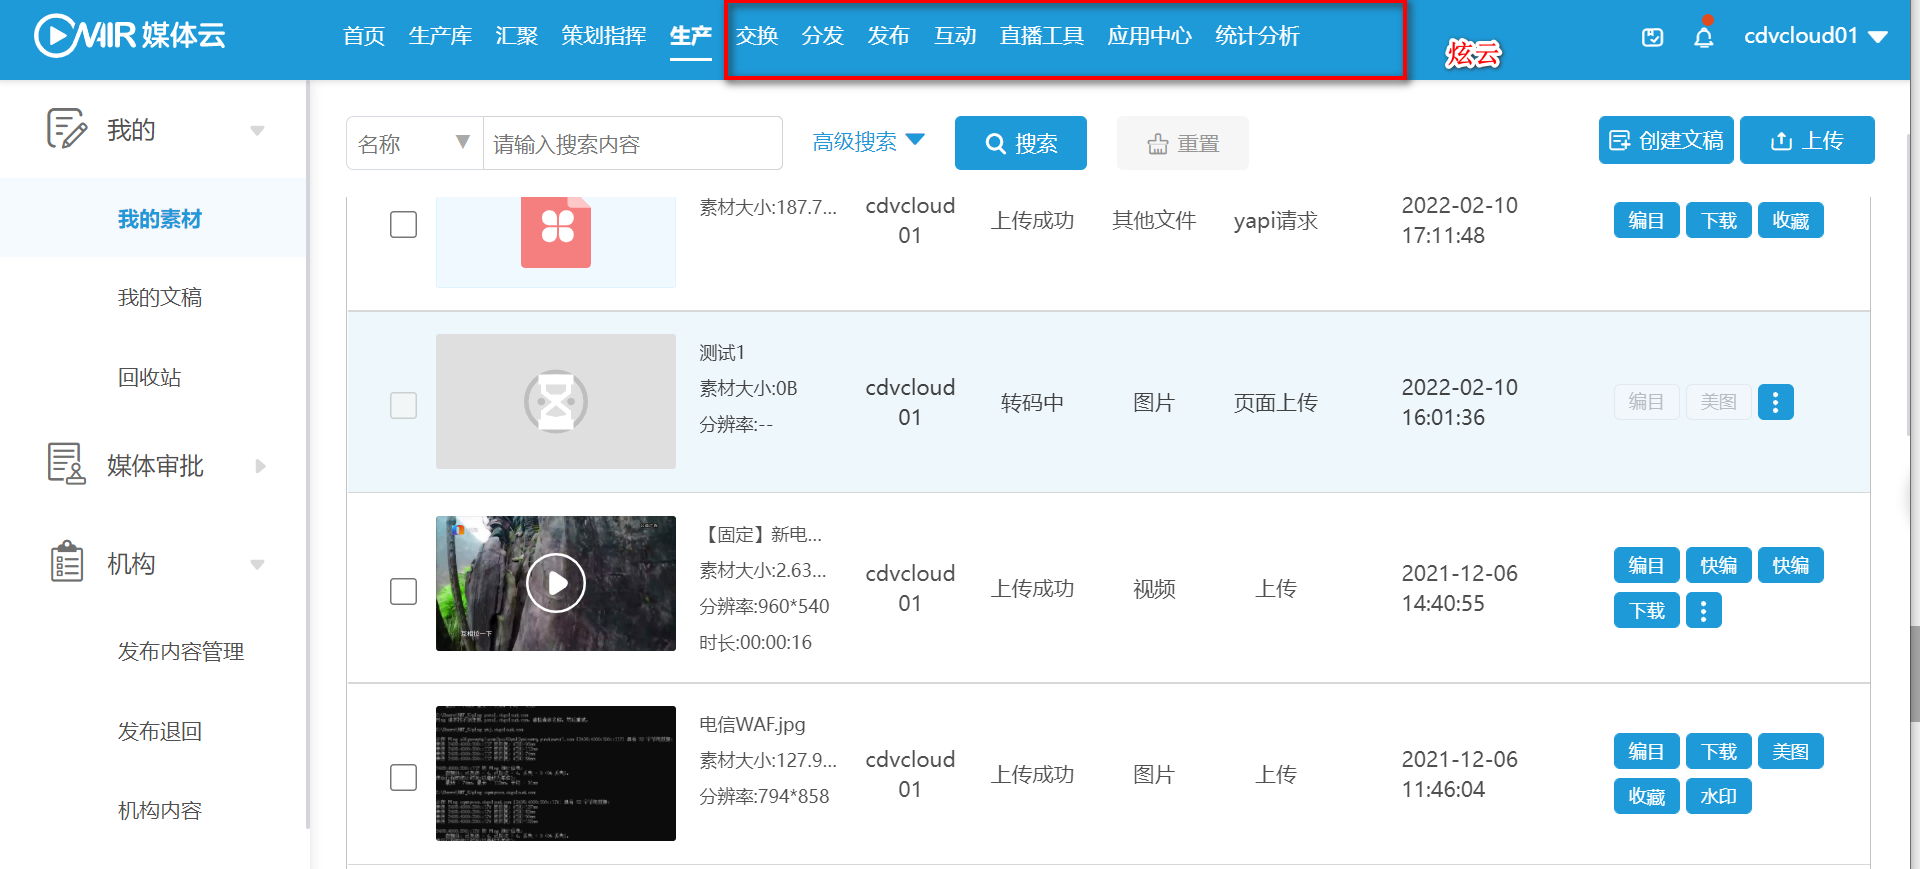 ONAIR 媒体云
首页 生产库 汇聚 策划指挥 生产 交换 分发 发布 互动 直播工具 应用中心 统计分析
炫云
cdvcloud01
我的
我的素材
我的文稿
回收站
媒体审批
机构
发布内容管理
发布退回
机构内容
名称 请输入搜索内容 高级搜索 搜索 重置 创建文稿 上传
素材大小:187.7...
cdvcloud
01
上传成功 其他文件 yapi请求
2022-02-10
17:11:48
编目 下载 收藏
测试1
素材大小:0B
分辨率:--
cdvcloud
01
转码中 图片 页面上传
2022-02-10
16:01:36
编目 美图
【固定】新电...
素材大小:2.63...
分辨率:960*540
时长:00:00:16
cdvcloud
01
上传成功 视频 上传
2021-12-06
14:40:55
编目 快编 快编
下载
电信WAF.jpg
素材大小:127.9...
分辨率:794*858
cdvcloud
01
上传成功 图片 上传
2021-12-06
11:46:04
编目 下载 美图
收藏 水印